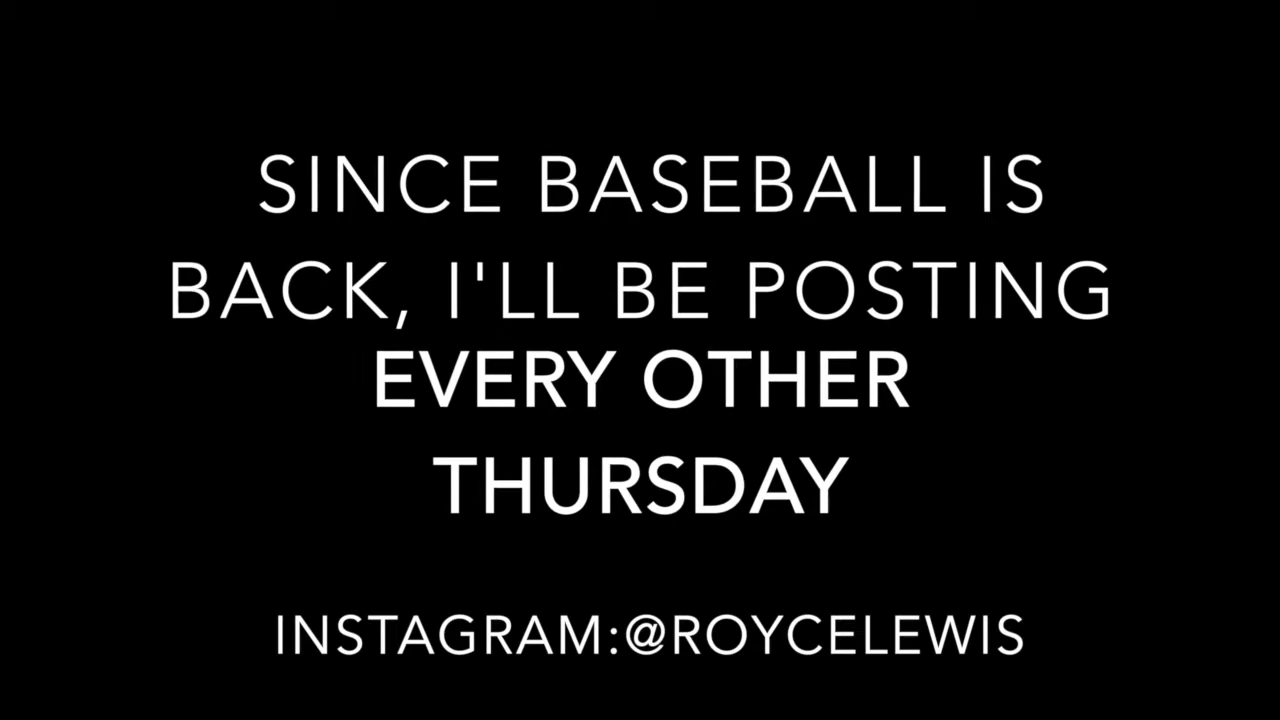 SINCE BASEBALL IS
BACK, I'LL BE POSTING
EVERY OTHER
THURSDAY
INSTAGRAM:@ROYCELEWIS